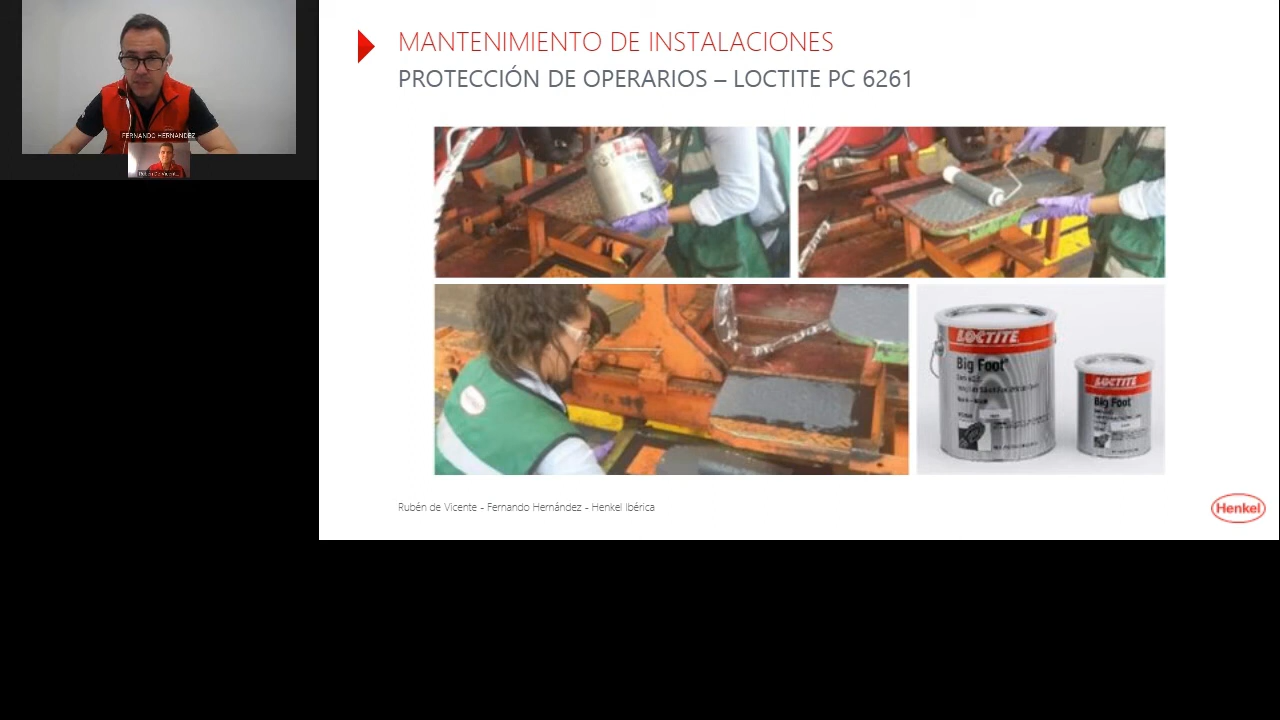 FERNANDO HERNANDEZ
MANTENIMIENTO DE INSTALACIONES
PROTECCIÓN DE OPERARIOS – LOCTITE PC 6261
LOCTITE
Big Foot
LOCTITE
Big Foot
Rubén de Vicente - Fernando Hernández - Henkel Ibérica
Henkel